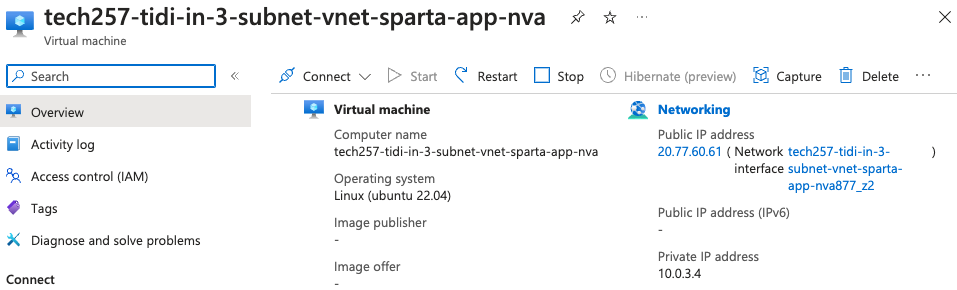 tech257-tidi-in-3-subnet-vnet-sparta-app-nva
Virtual machine
Search
Overview
Activity log
Access control (IAM)
Tags
Diagnose and solve problems
Connect
Connect Start Restart Stop Hibernate (preview) Capture Delete
Virtual machine
Computer name
tech257-tidi-in-3-subnet-vnet-sparta-app-nva
Operating system
Linux (ubuntu 22.04)
Image publisher
-
Image offer
-
Networking
Public IP address
20.77.60.61 ( Network tech257-tidi-in-3- )
interface subnet-vnet-sparta-
app-nva877_z2
Public IP address (IPv6)
-
Private IP address
10.0.3.4